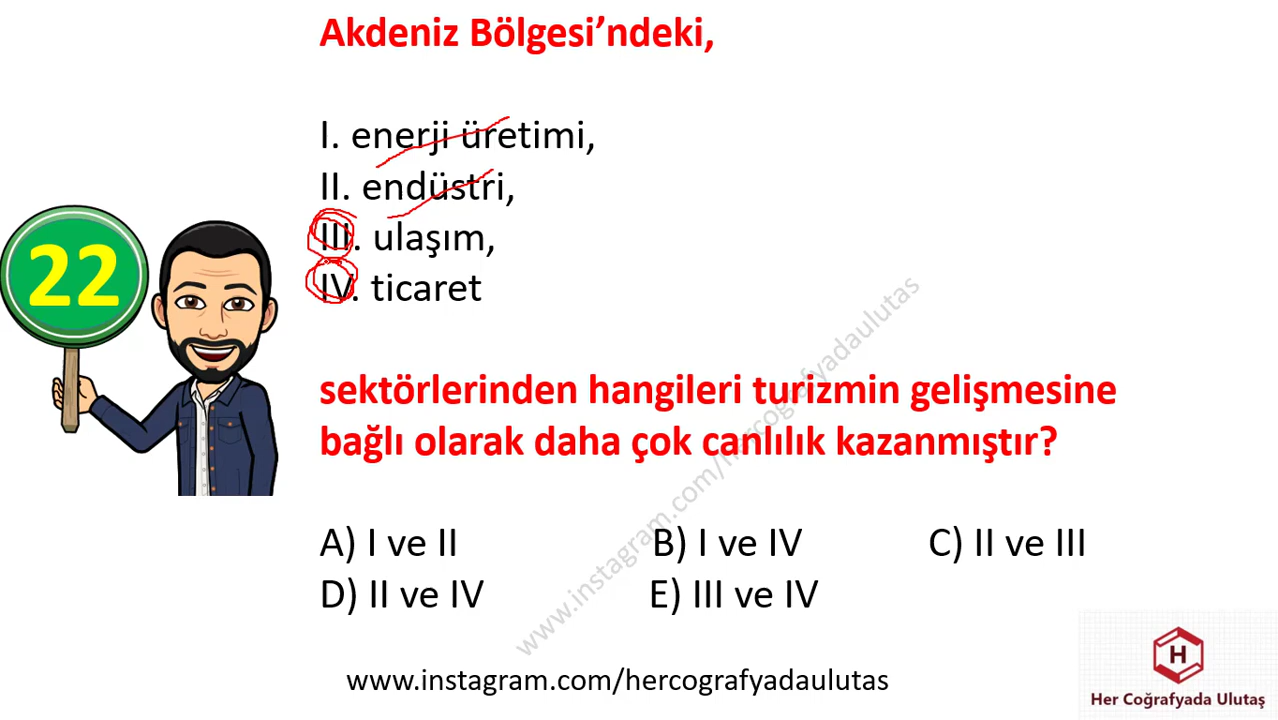 Akdeniz Bölgesi’ndeki,
I. enerji üretimi,
II. endüstri,
III. ulaşım,
IV. ticaret
22
sektörlerinden hangileri turizmin gelişmesine
bağlı olarak daha çok canlılık kazanmıştır?
A) I ve II B) I ve IV C) II ve III
D) II ve IV E) III ve IV
www.instagram.com/hercografyadaulutas
www.instagram.com/hercografyadaulutas
H
Her Coğrafyada Ulutaş